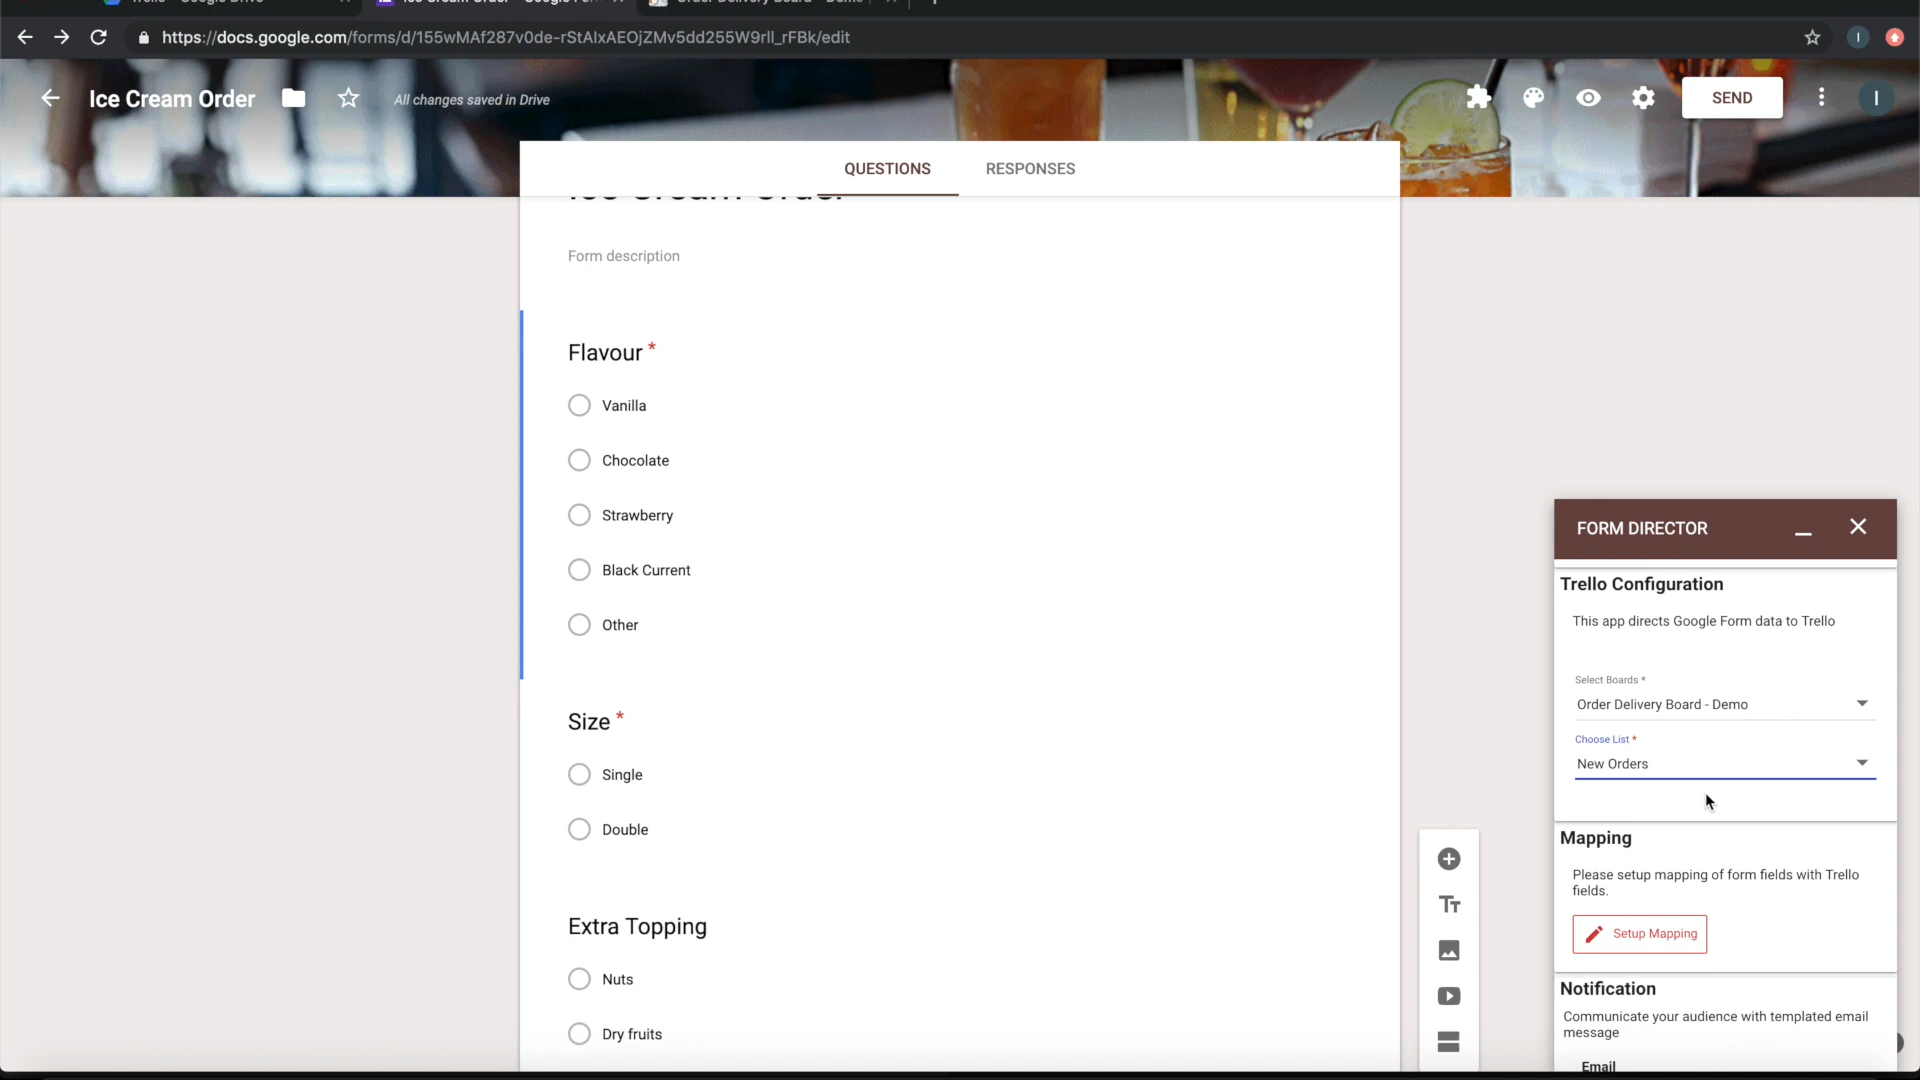 https://docs.google.com/forms/d/155wMAf287v0de-rStAlxAEOjZMv5dd255W9rll_rFBk/edit
I
Ice Cream Order
All changes saved in Drive
SEND
I
QUESTIONS
RESPONSES
Ice Cream Order
Form description
Flavour *
Vanilla
Chocolate
Strawberry
Black Current
Other
Size *
Single
Double
Extra Topping
Nuts
Dry fruits
FORM DIRECTOR
Trello Configuration
This app directs Google Form data to Trello
Select Boards *
Order Delivery Board - Demo
Choose List *
New Orders
Mapping
Please setup mapping of form fields with Trello
fields.
Setup Mapping
Notification
Communicate your audience with templated email
message
Email